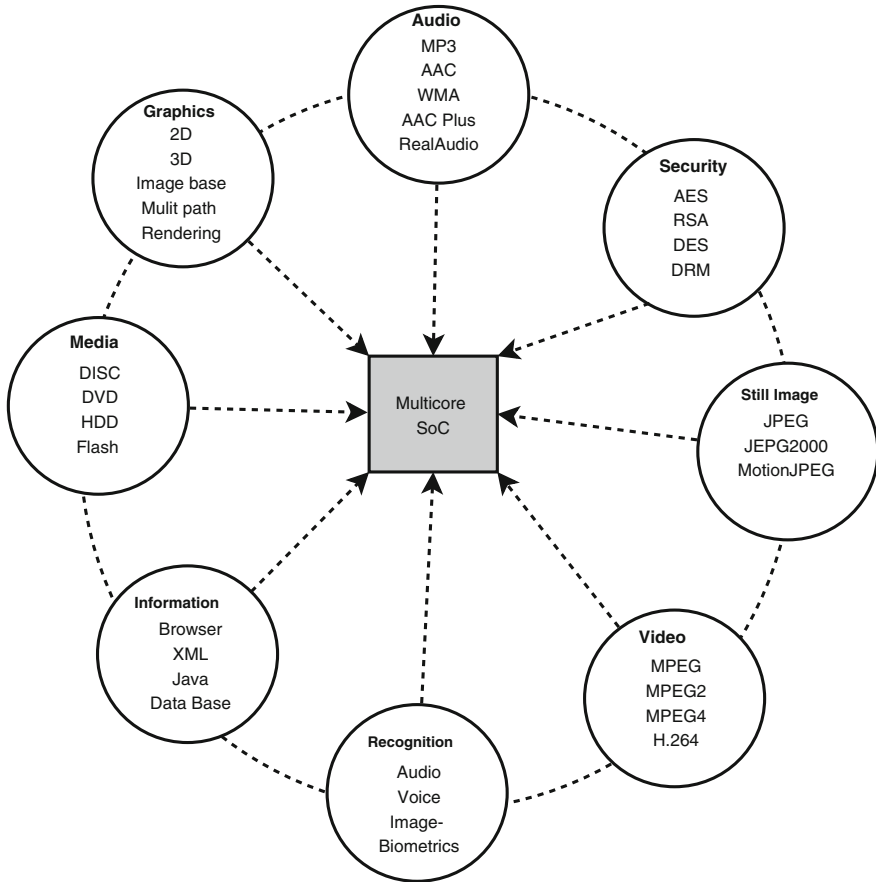 Audio
MP3
AAC
WMA
AAC Plus
RealAudio
Graphics
2D
3D
Image base
Mulit path
Rendering
Security
AES
RSA
DES
DRM
Media
DISC
DVD
HDD
Flash
Multicore
SoC
Still Image
JPEG
JEPG2000
MotionJPEG
Information
Browser
XML
Java
Data Base
Video
MPEG
MPEG2
MPEG4
H.264
Recognition
Audio
Voice
Image-
Biometrics